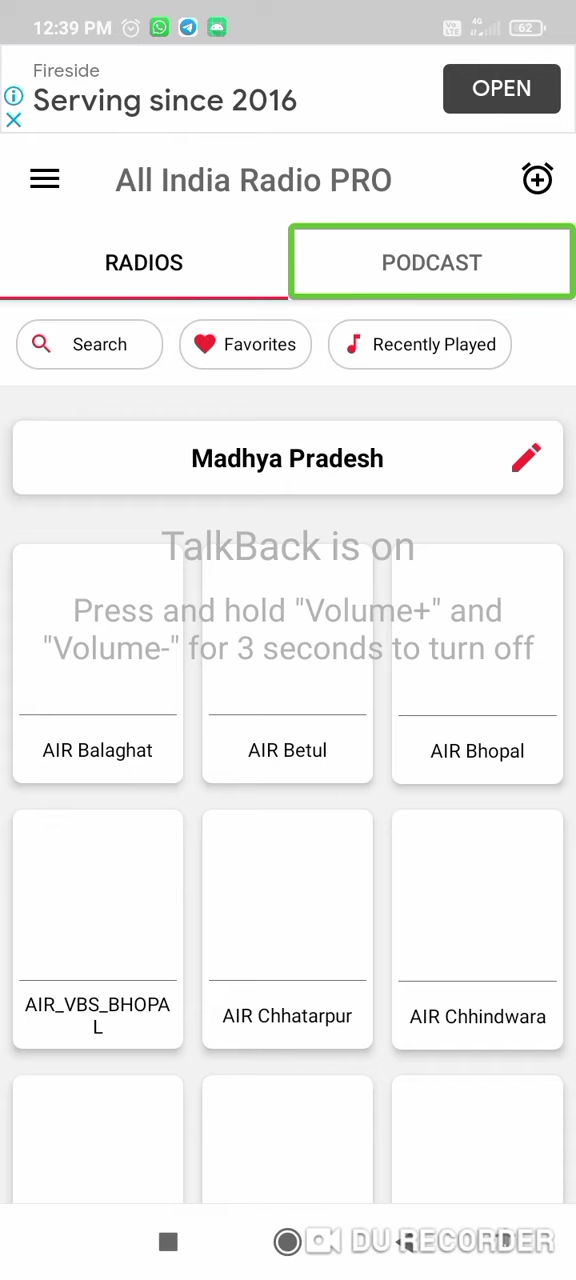 12:39 PM
4G
62
Fireside
Serving since 2016
OPEN
All India Radio PRO
RADIOS
PODCAST
Search
Favorites
Recently Played
Madhya Pradesh
TalkBack is on
Press and hold "Volume+" and
"Volume-" for 3 seconds to turn off
AIR Balaghat
AIR Betul
AIR Bhopal
AIR_VBS_BHOPA
L
AIR Chhatarpur
AIR Chhindwara
DU RECORDER